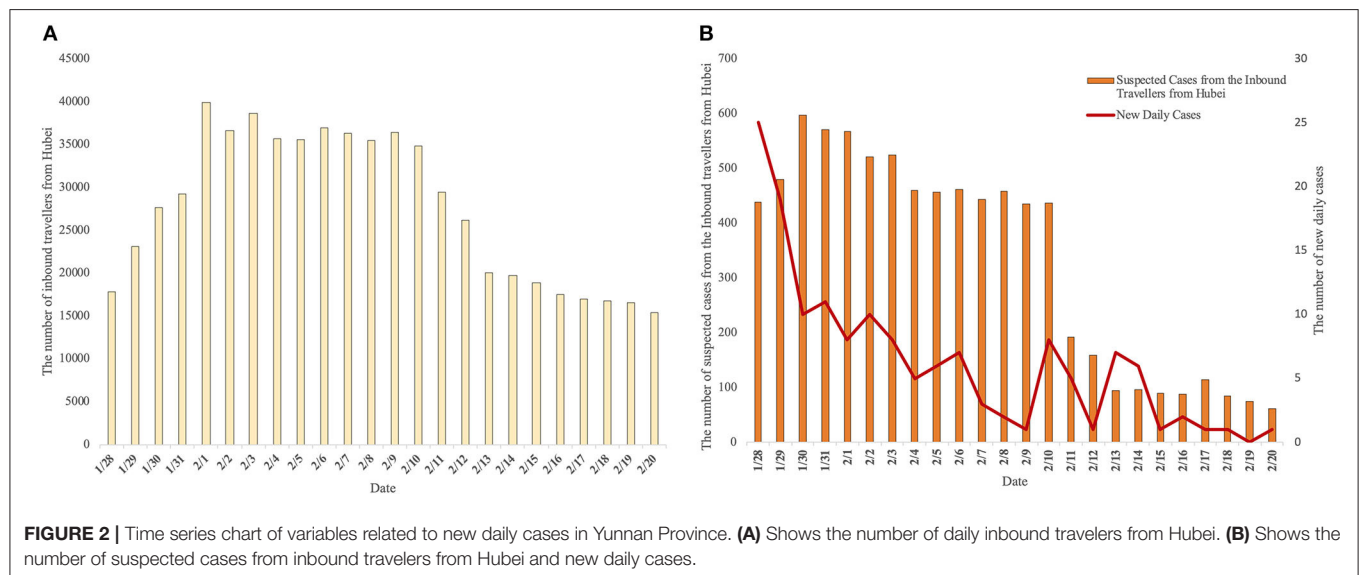 A
45000
40000
35000
30000
25000
20000
15000
10000
5000
0
The number of inbound travellers from Hubei
1/28 1/29 1/30 1/31 2/1 2/2 2/3 2/4 2/5 2/6 2/7 2/8 2/9 2/10 2/11 2/12 2/13 2/14 2/15 2/16 2/17 2/18 2/19 2/20
Date
B
700
600
500
400
300
200
100
0
The number of suspected cases from the Inbound travellers from Hubei
Suspected Cases from the Inbound
Travellers from Hubei
New Daily Cases
30
25
20
15
10
5
0
The number of new daily cases
1/28 1/29 1/30 1/31 2/1 2/2 2/3 2/4 2/5 2/6 2/7 2/8 2/9 2/10 2/11 2/12 2/13 2/14 2/15 2/16 2/17 2/18 2/19 2/20
Date
FIGURE 2 | Time series chart of variables related to new daily cases in Yunnan Province. (A) Shows the number of daily inbound travelers from Hubei. (B) Shows the
number of suspected cases from inbound travelers from Hubei and new daily cases.